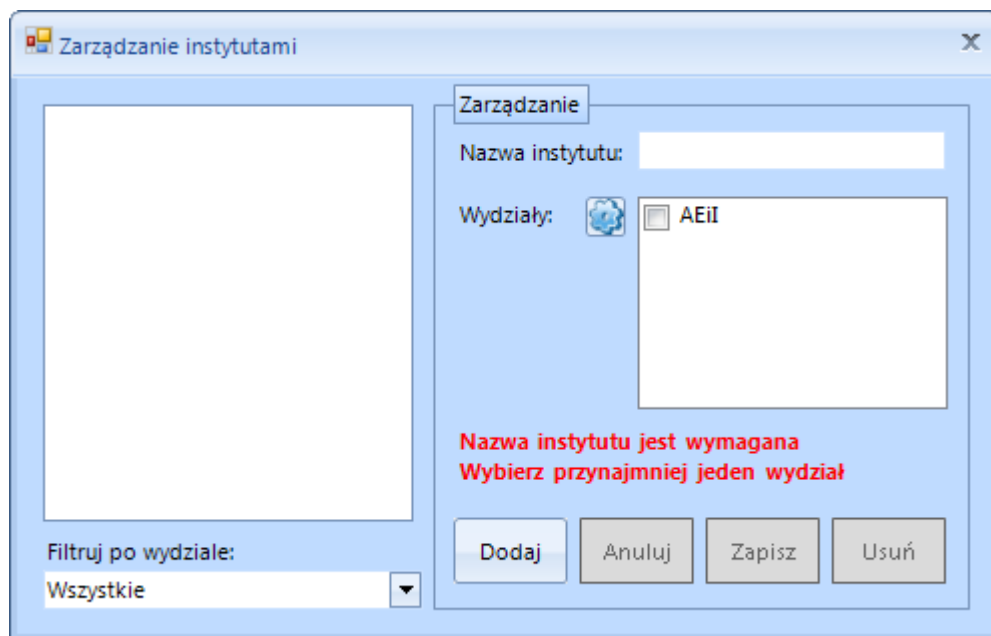 Zarządzanie instytutami
Zarządzanie
Nazwa instytutu:
Wydziały:
AEiI
Nazwa instytutu jest wymagana
Wybierz przynajmniej jeden wydział
Dodaj
Anuluj
Zapisz
Usuń
Filtruj po wydziale:
Wszystkie